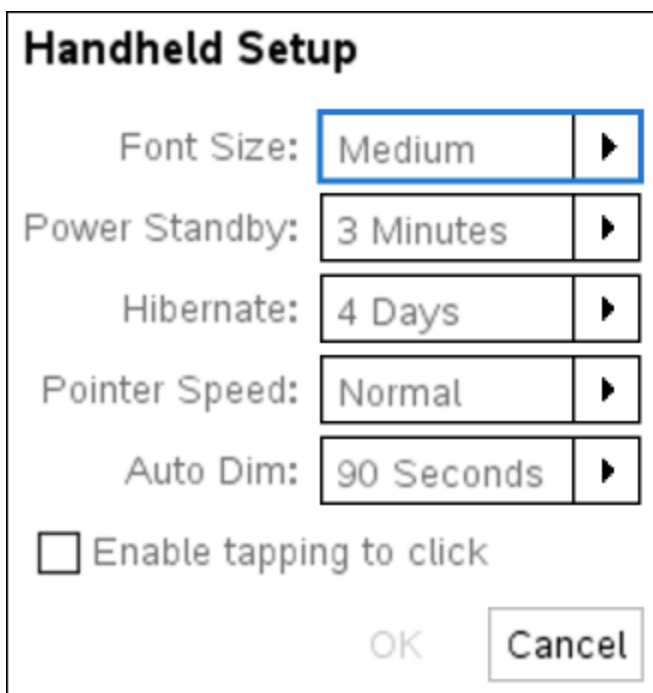 Handheld Setup
Font Size: Medium
Power Standby: 3 Minutes
Hibernate: 4 Days
Pointer Speed: Normal
Auto Dim: 90 Seconds
Enable tapping to click
OK Cancel